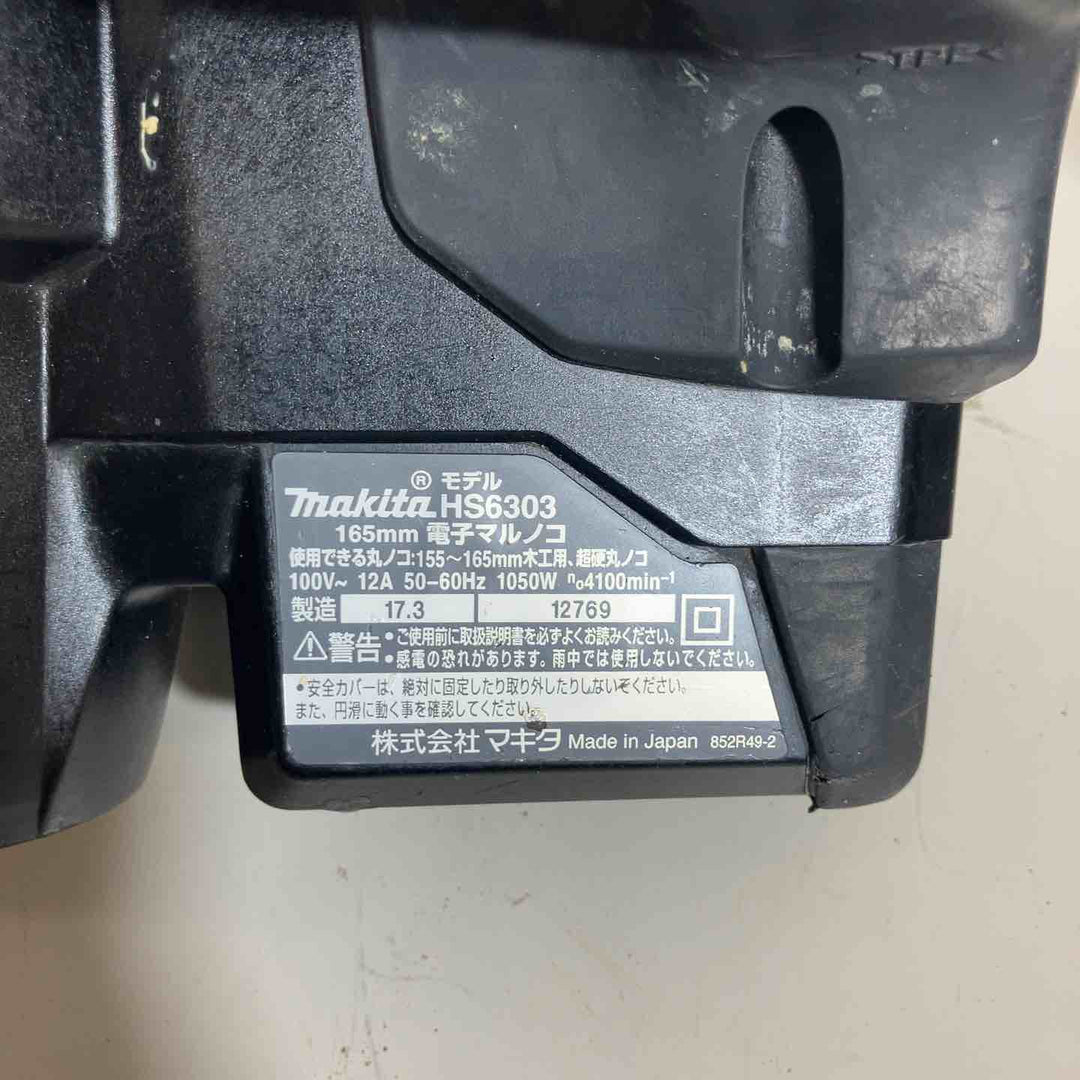 makita® モデル HS6303
165mm 電子マルノコ
使用できる丸ノコ:155～165mm木工用、超硬丸ノコ
100V~ 12A 50-60Hz 1050W n₀4100min⁻¹
製造 17.3 12769
警告 •ご使用前に取扱説明書を必ずよくお読みください。
•感電の恐れがあります。雨中では使用しないでください。
•安全カバーは、絶対に固定したり取り外したりしないでください。
また、円滑に動く事を確認してください。
株式会社 マキタ Made in Japan 852R49-2